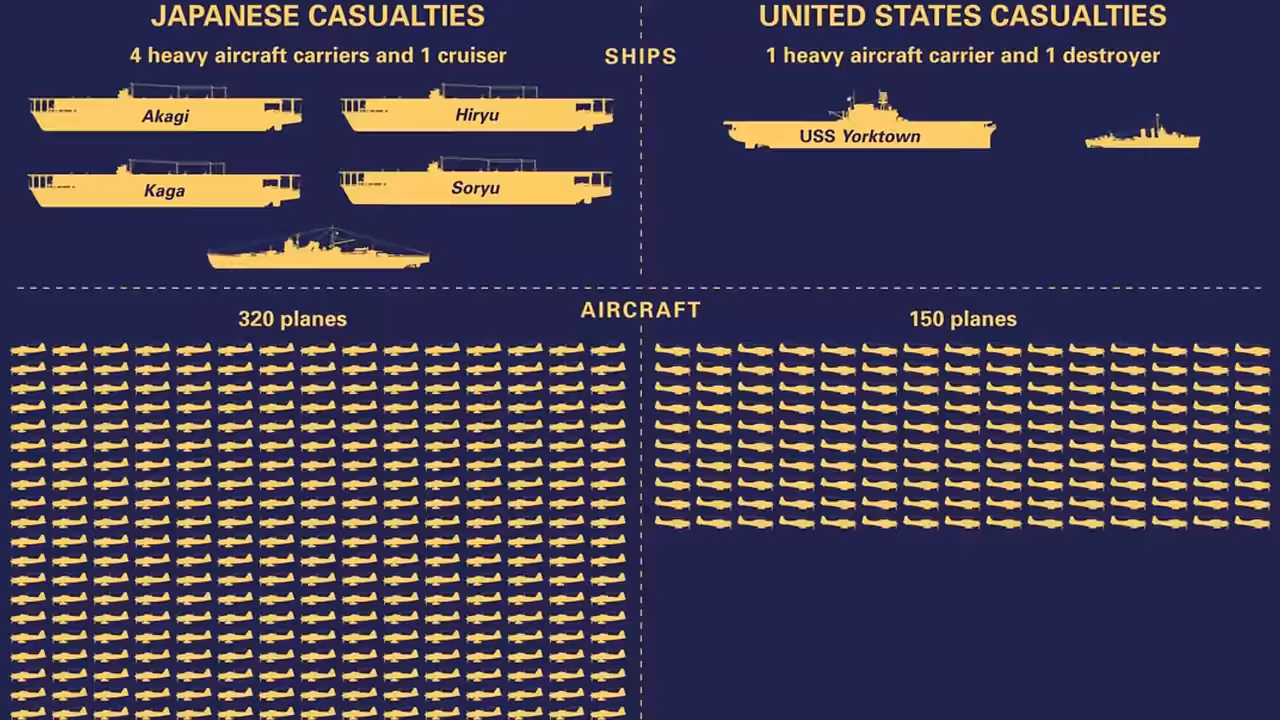 JAPANESE CASUALTIES
4 heavy aircraft carriers and 1 cruiser
Akagi
Hiryu
Kaga
Soryu
SHIPS
UNITED STATES CASUALTIES
1 heavy aircraft carrier and 1 destroyer
USS Yorktown
AIRCRAFT
320 planes
150 planes